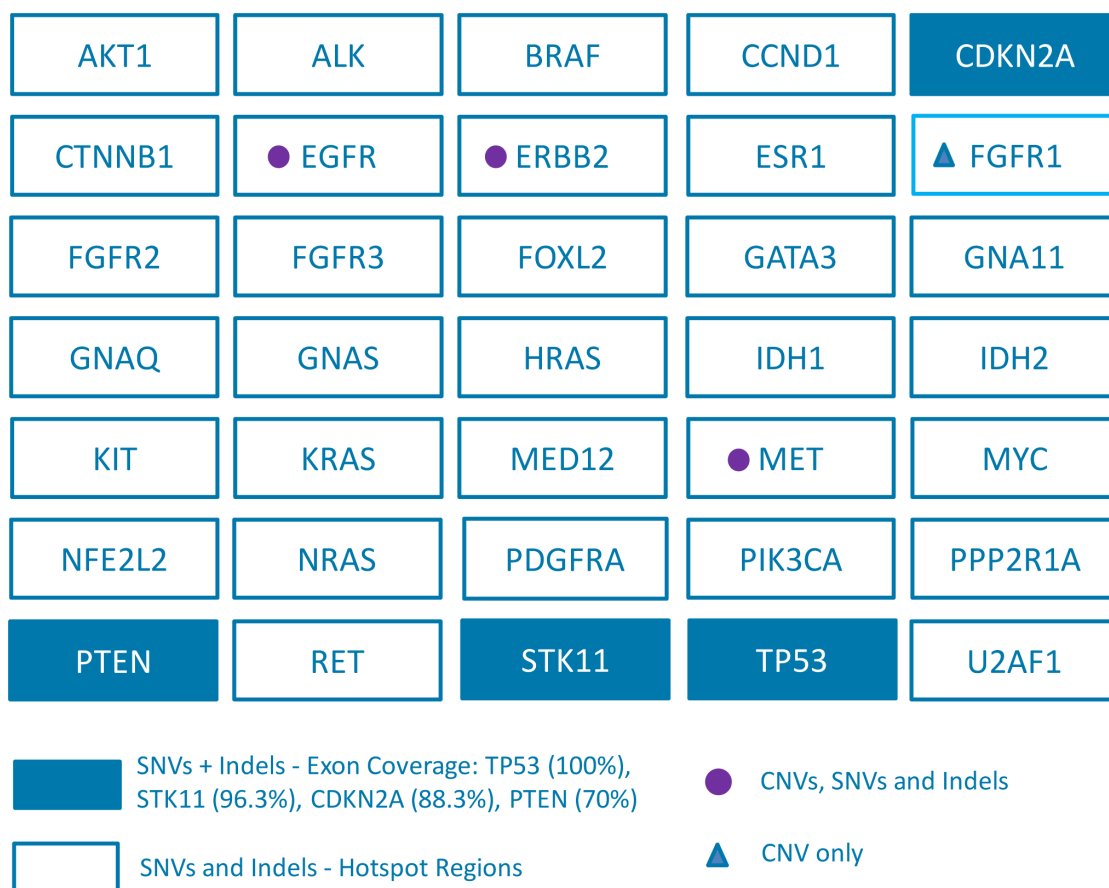 AKT1 ALK BRAF CCND1 CDKN2A
CTNNB1 EGFR ERBB2 ESR1 FGFR1
FGFR2 FGFR3 FOXL2 GATA3 GNA11
GNAQ GNAS HRAS IDH1 IDH2
KIT KRAS MED12 MET MYC
NFE2L2 NRAS PDGFRA PIK3CA PPP2R1A
PTEN RET STK11 TP53 U2AF1
SNVs + Indels - Exon Coverage: TP53 (100%),
STK11 (96.3%), CDKN2A (88.3%), PTEN (70%)
CNVs, SNVs and Indels
SNVs and Indels - Hotspot Regions
CNV only